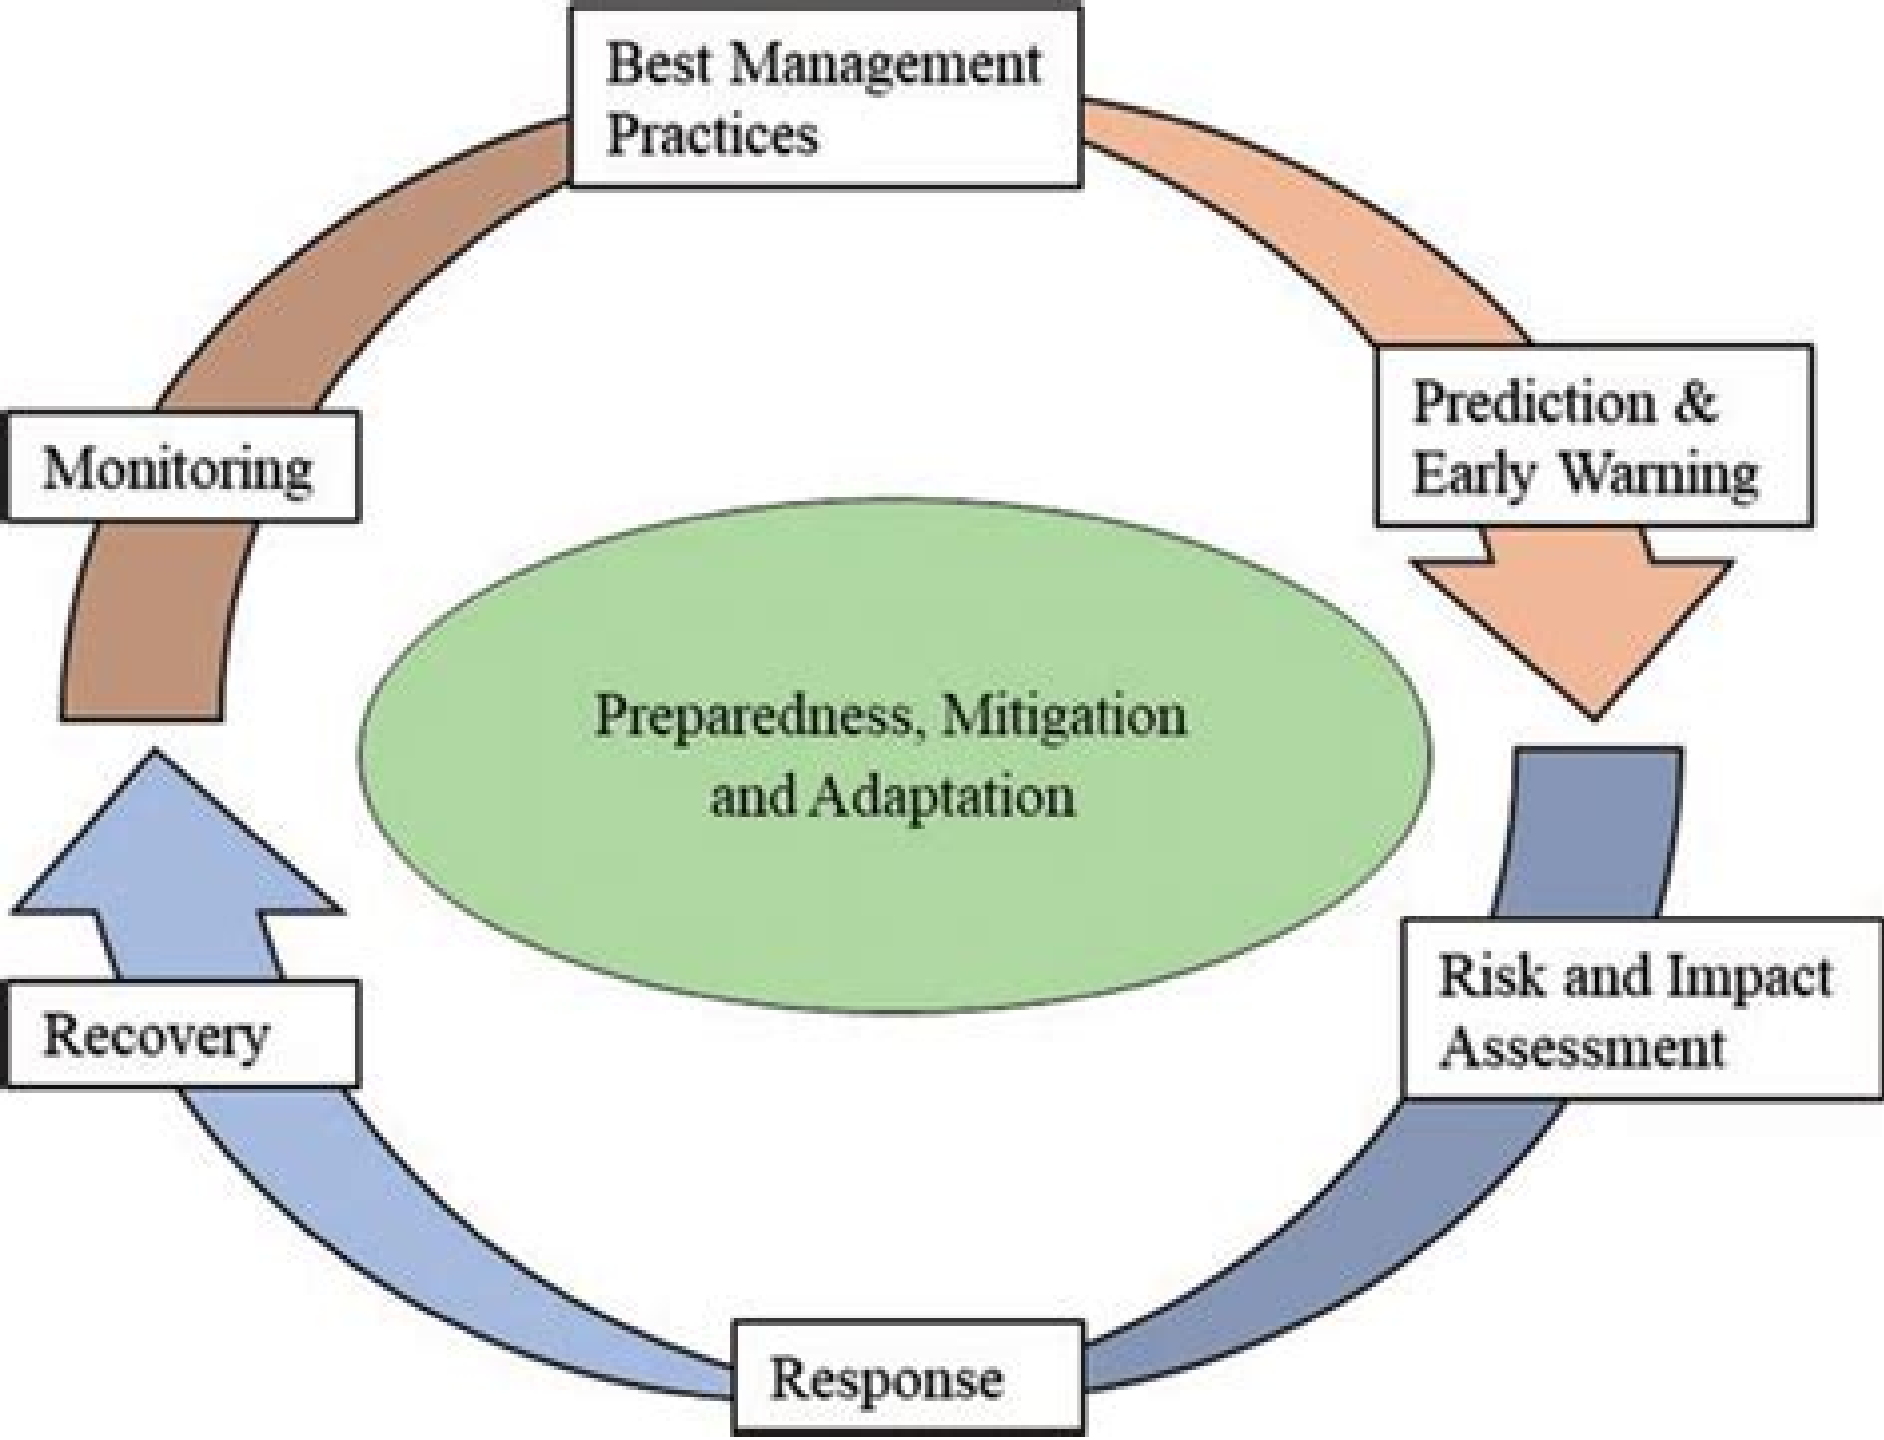 Best Management
Practices
Prediction &
Early Warning
Monitoring
Preparedness, Mitigation
and Adaptation
Risk and Impact
Assessment
Recovery
Response